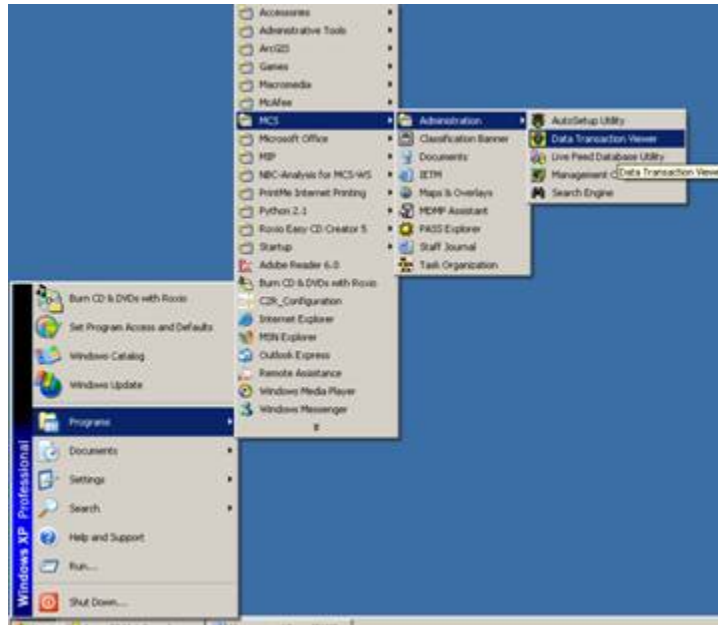 Accessories
Administrative Tools
ArcGIS
Games
Macromedia
McAfee
MCS
Microsoft Office
MIP
NBC-Analysis for MCS-WS
PrintMe Internet Printing
Python 2.1
Roxio Easy CD Creator 5
Startup
Adobe Reader 6.0
Burn CD & DVDs with Roxio
C2R_Configuration
Internet Explorer
MSN Explorer
Outlook Express
Remote Assistance
Windows Media Player
Windows Messenger
Administration
Classification Banner
Documents
IETM
Maps & Overlays
MDMP Assistant
PASS Explorer
Staff Journal
Task Organization
AutoSetup Utility
Data Transaction Viewer
Live Feed Database Utility
Management C
Data Transaction Viewe
Search Engine
Burn CD & DVDs with Roxio
Set Program Access and Defaults
Windows Catalog
Windows Update
Programs
Documents
Settings
Search
Help and Support
Run...
Shut Down...
Windows XP Professional